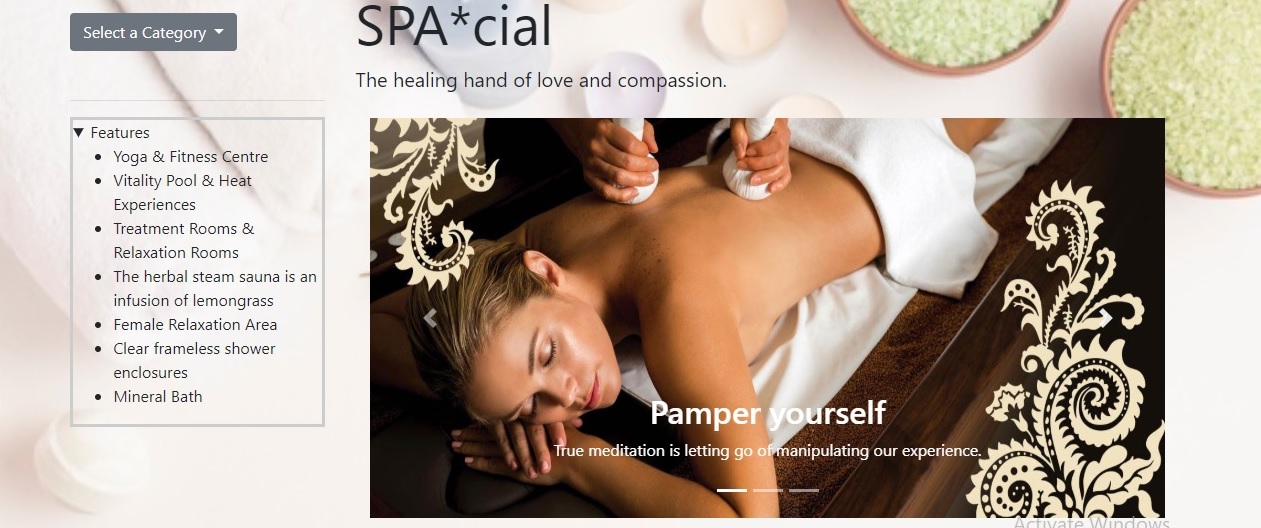 Select a Category
SPA*cial
The healing hand of love and compassion.
Features
Yoga & Fitness Centre
Vitality Pool & Heat
Experiences
Treatment Rooms &
Relaxation Rooms
The herbal steam sauna is an
infusion of lemongrass
Female Relaxation Area
Clear frameless shower
enclosures
Mineral Bath
Pamper yourself
True meditation is letting go of manipulating our experience.
Activate Windows